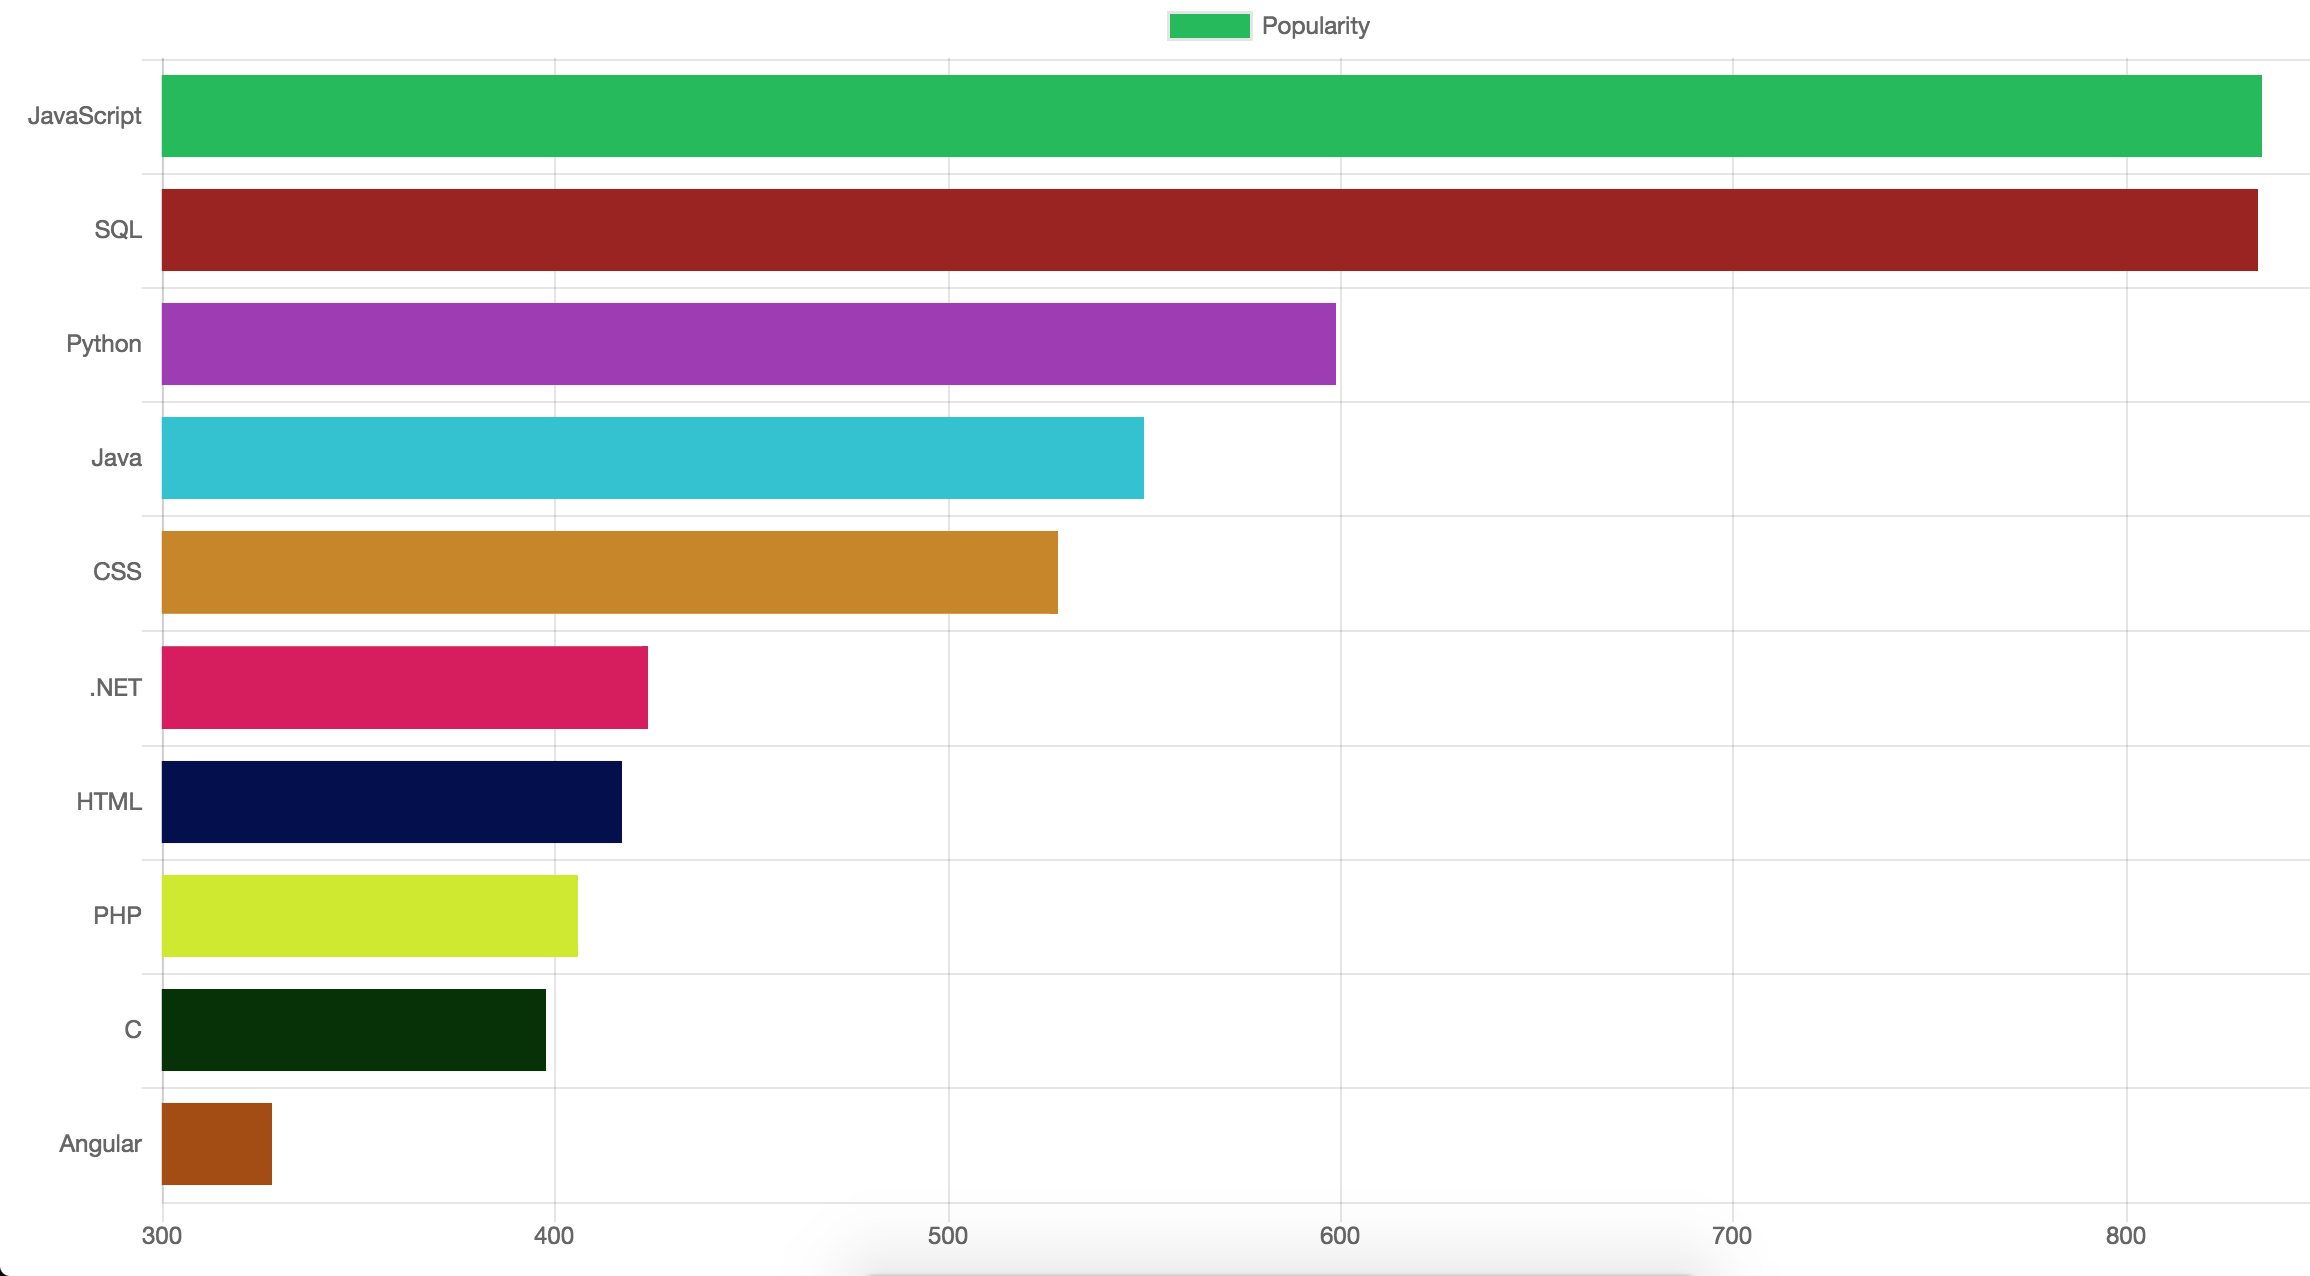 Popularity
JavaScript
SQL
Python
Java
CSS
.NET
HTML
PHP
C
Angular
300 400 500 600 700 800